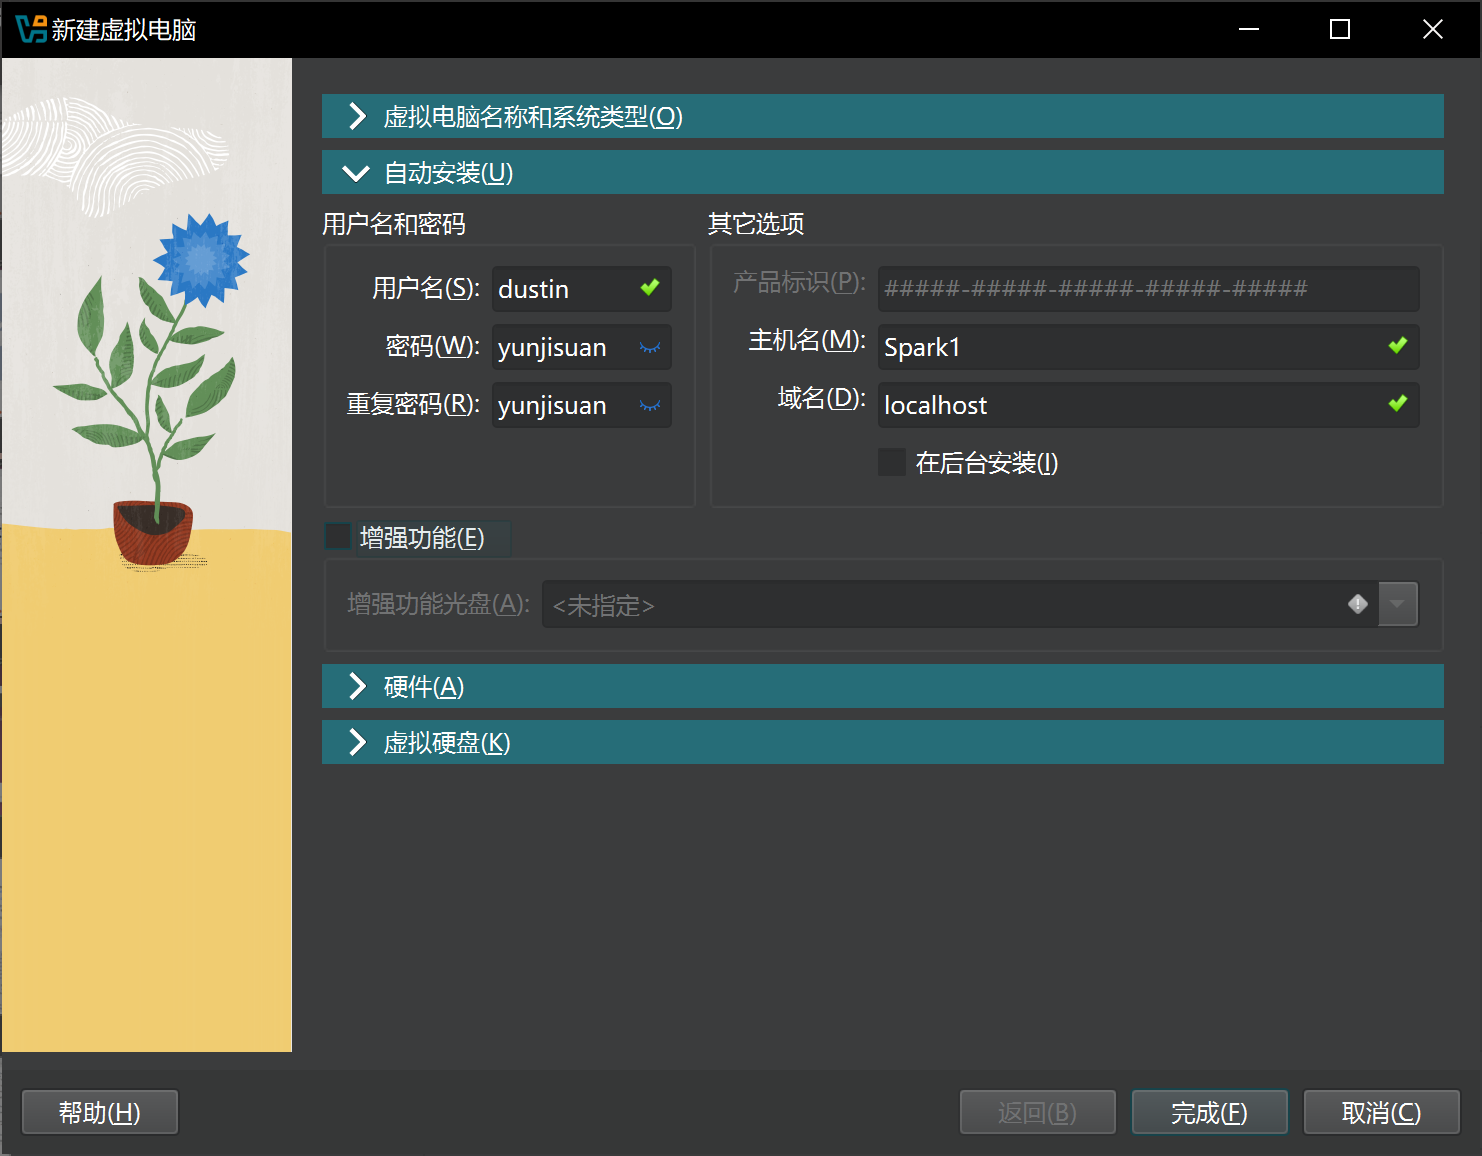 新建虚拟电脑
虚拟电脑名称和系统类型(O)
自动安装(U)
用户名和密码
用户名(S): dustin
密码(W): yunjisuan
重复密码(R): yunjisuan
其它选项
产品标识(P): #####-#####-#####-#####-#####
主机名(M): Spark1
域名(D): localhost
在后台安装(I)
增强功能(E)
增强功能光盘(A): <未指定>
硬件(A)
虚拟硬盘(K)
帮助(H) 返回(B) 完成(F) 取消(C)